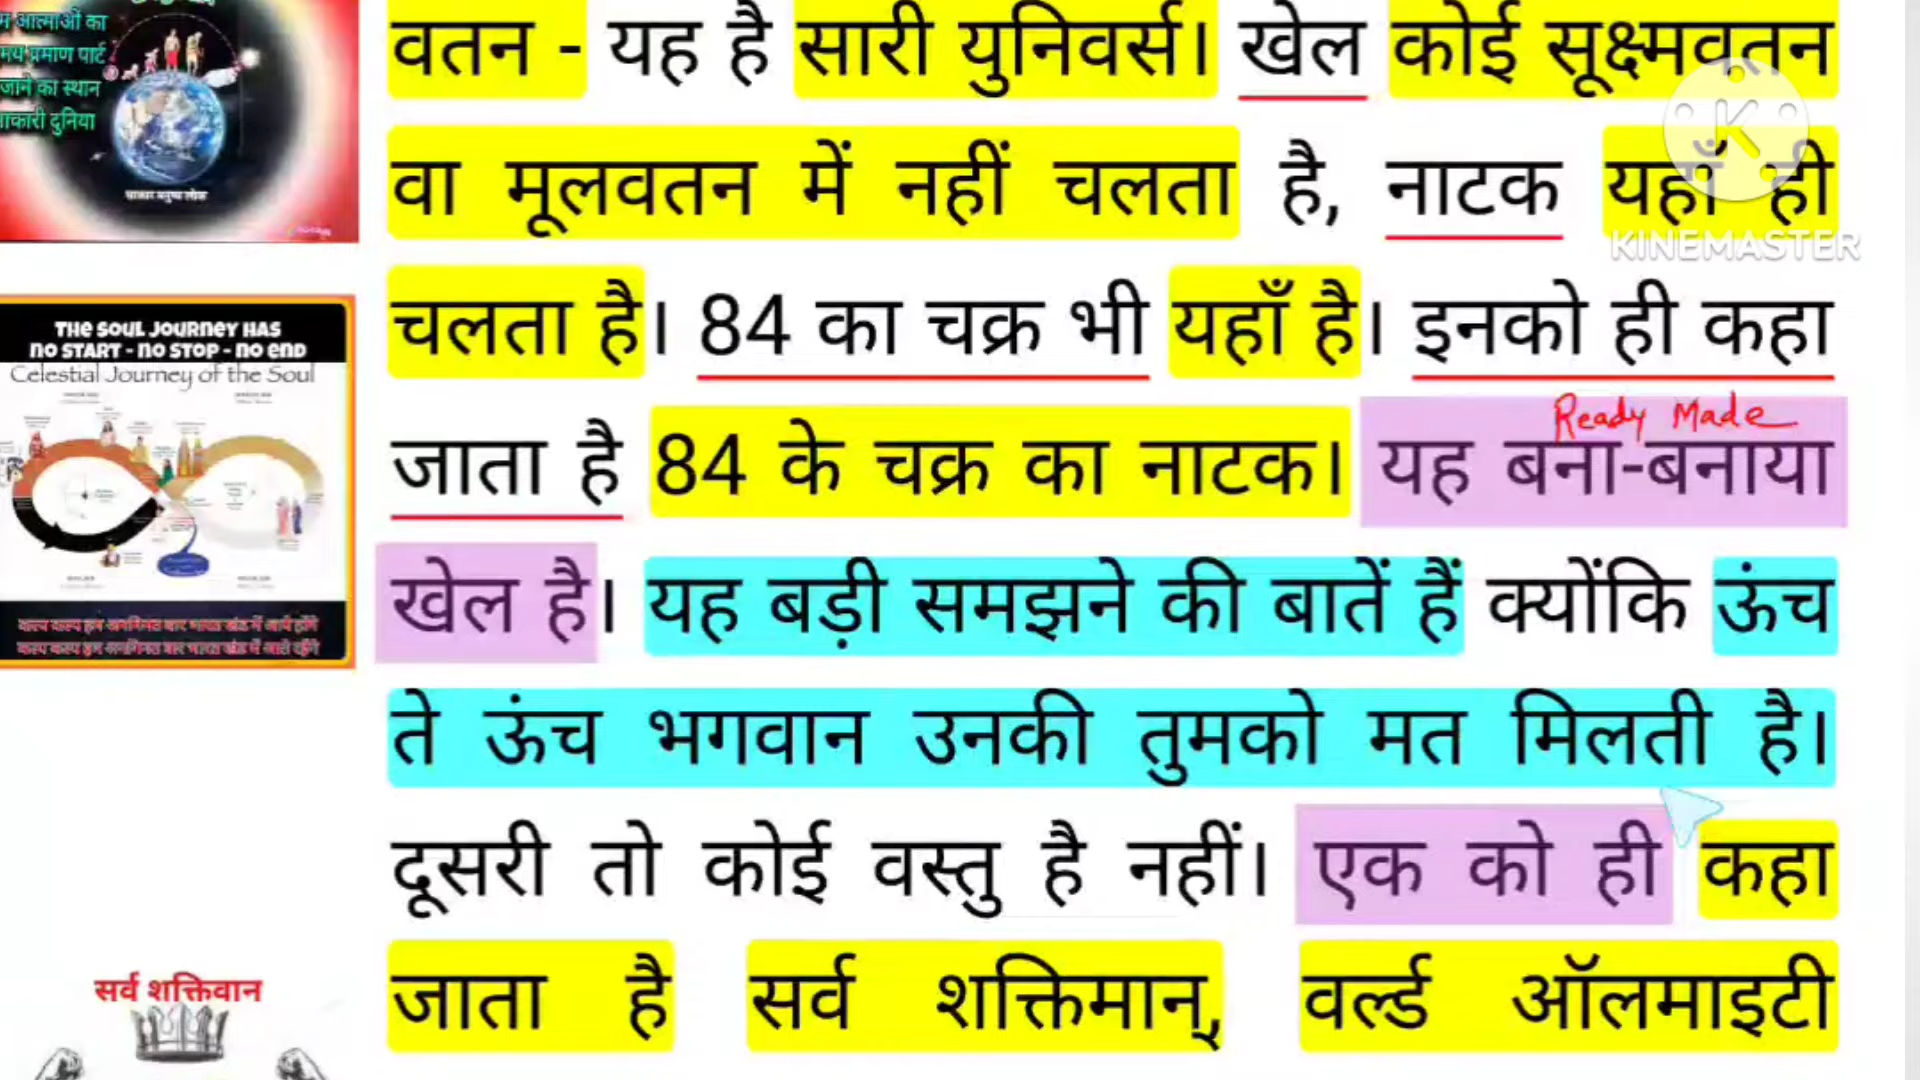 आत्माओं का
प्रमाण पार्ट
जाने का स्थान
दुनिया
THE SOUL JOURNEY HAS
NO START - NO STOP - NO END
Celestial Journey of the Soul
सर्व शक्तिवान
वतन - यह है सारी युनिवर्स। खेल कोई सूक्ष्मवतन
वा मूलवतन में नहीं चलता है, नाटक यहाँ ही
चलता है। 84 का चक्र भी यहाँ है। इनको ही कहा
Ready Made
जाता है 84 के चक्र का नाटक। यह बना-बनाया
खेल है। यह बड़ी समझने की बातें हैं क्योंकि ऊंच
ते ऊंच भगवान उनकी तुमको मत मिलती है।
दूसरी तो कोई वस्तु है नहीं। एक को ही कहा
जाता है सर्व शक्तिमान्, वर्ल्ड ऑलमाइटी
K
KINEMASTER